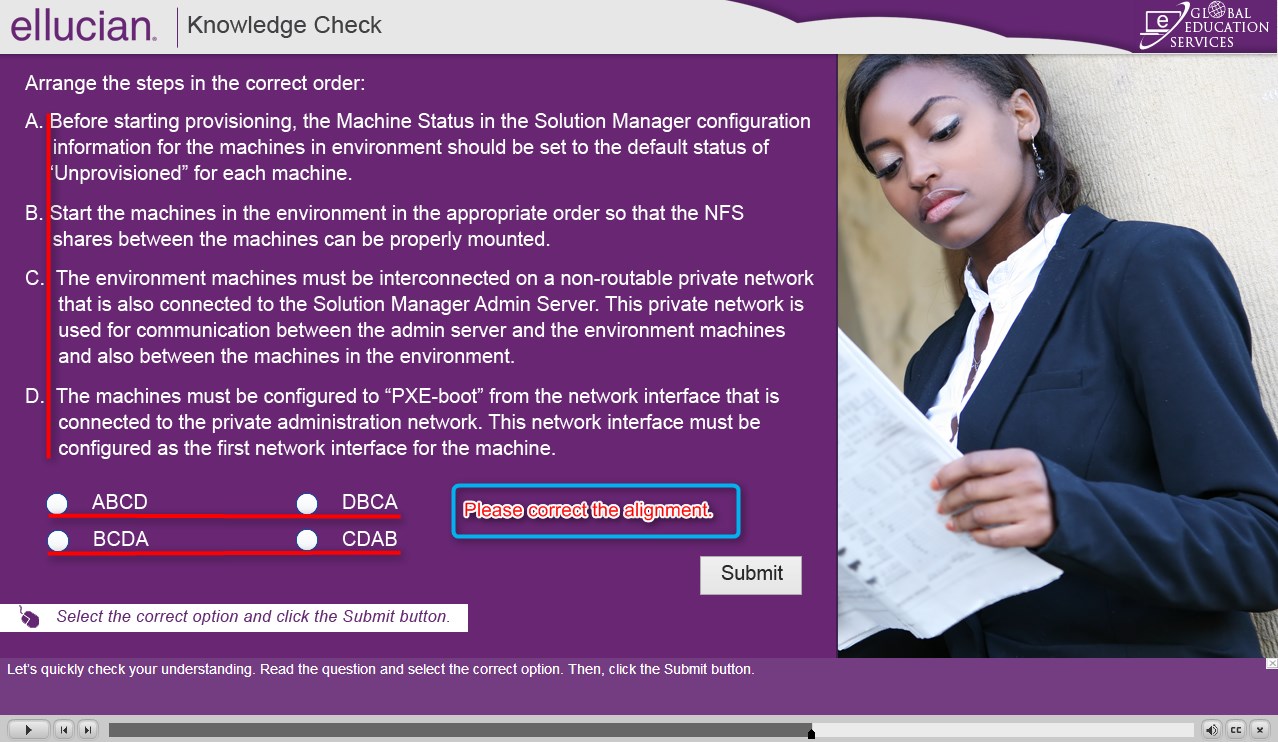 ellucian.
Knowledge Check
e GLOBAL
EDUCATION
SERVICES
Arrange the steps in the correct order:
A. Before starting provisioning, the Machine Status in the Solution Manager configuration
information for the machines in environment should be set to the default status of
‘Unprovisioned” for each machine.
B. Start the machines in the environment in the appropriate order so that the NFS
shares between the machines can be properly mounted.
C. The environment machines must be interconnected on a non-routable private network
that is also connected to the Solution Manager Admin Server. This private network is
used for communication between the admin server and the environment machines
and also between the machines in the environment.
D. The machines must be configured to “PXE-boot” from the network interface that is
connected to the private administration network. This network interface must be
configured as the first network interface for the machine.
ABCD DBCA
BCDA CDAB
Please correct the alignment.
Submit
Select the correct option and click the Submit button.
Let’s quickly check your understanding. Read the question and select the correct option. Then, click the Submit button.
CC